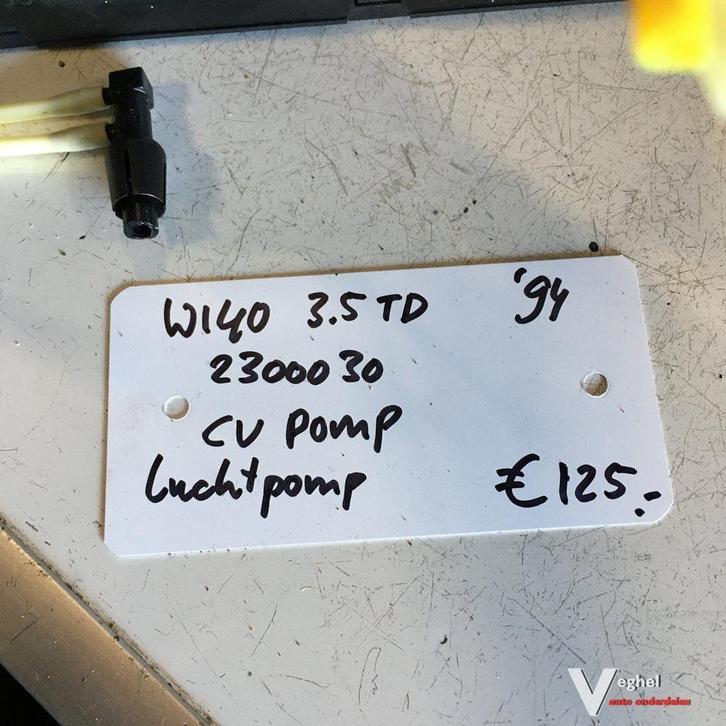 W140 3.5 TD '94
2300030
CV pomp
Luchtpomp €125,-
Veghel
auto onderdelen